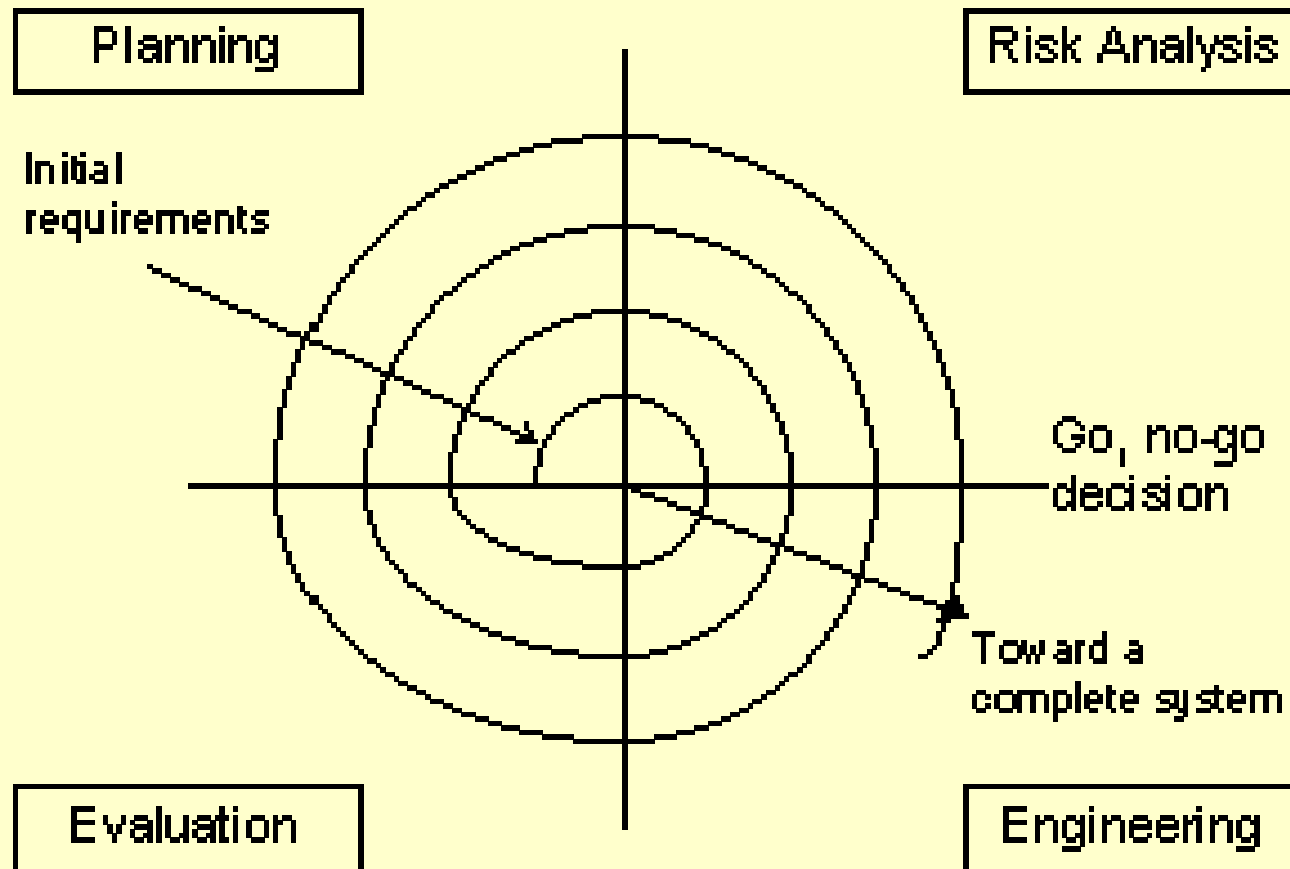 Planning
Risk Analysis
Initial
requirements
Go, no-go
decision
Toward a
complete system
Evaluation
Engineering